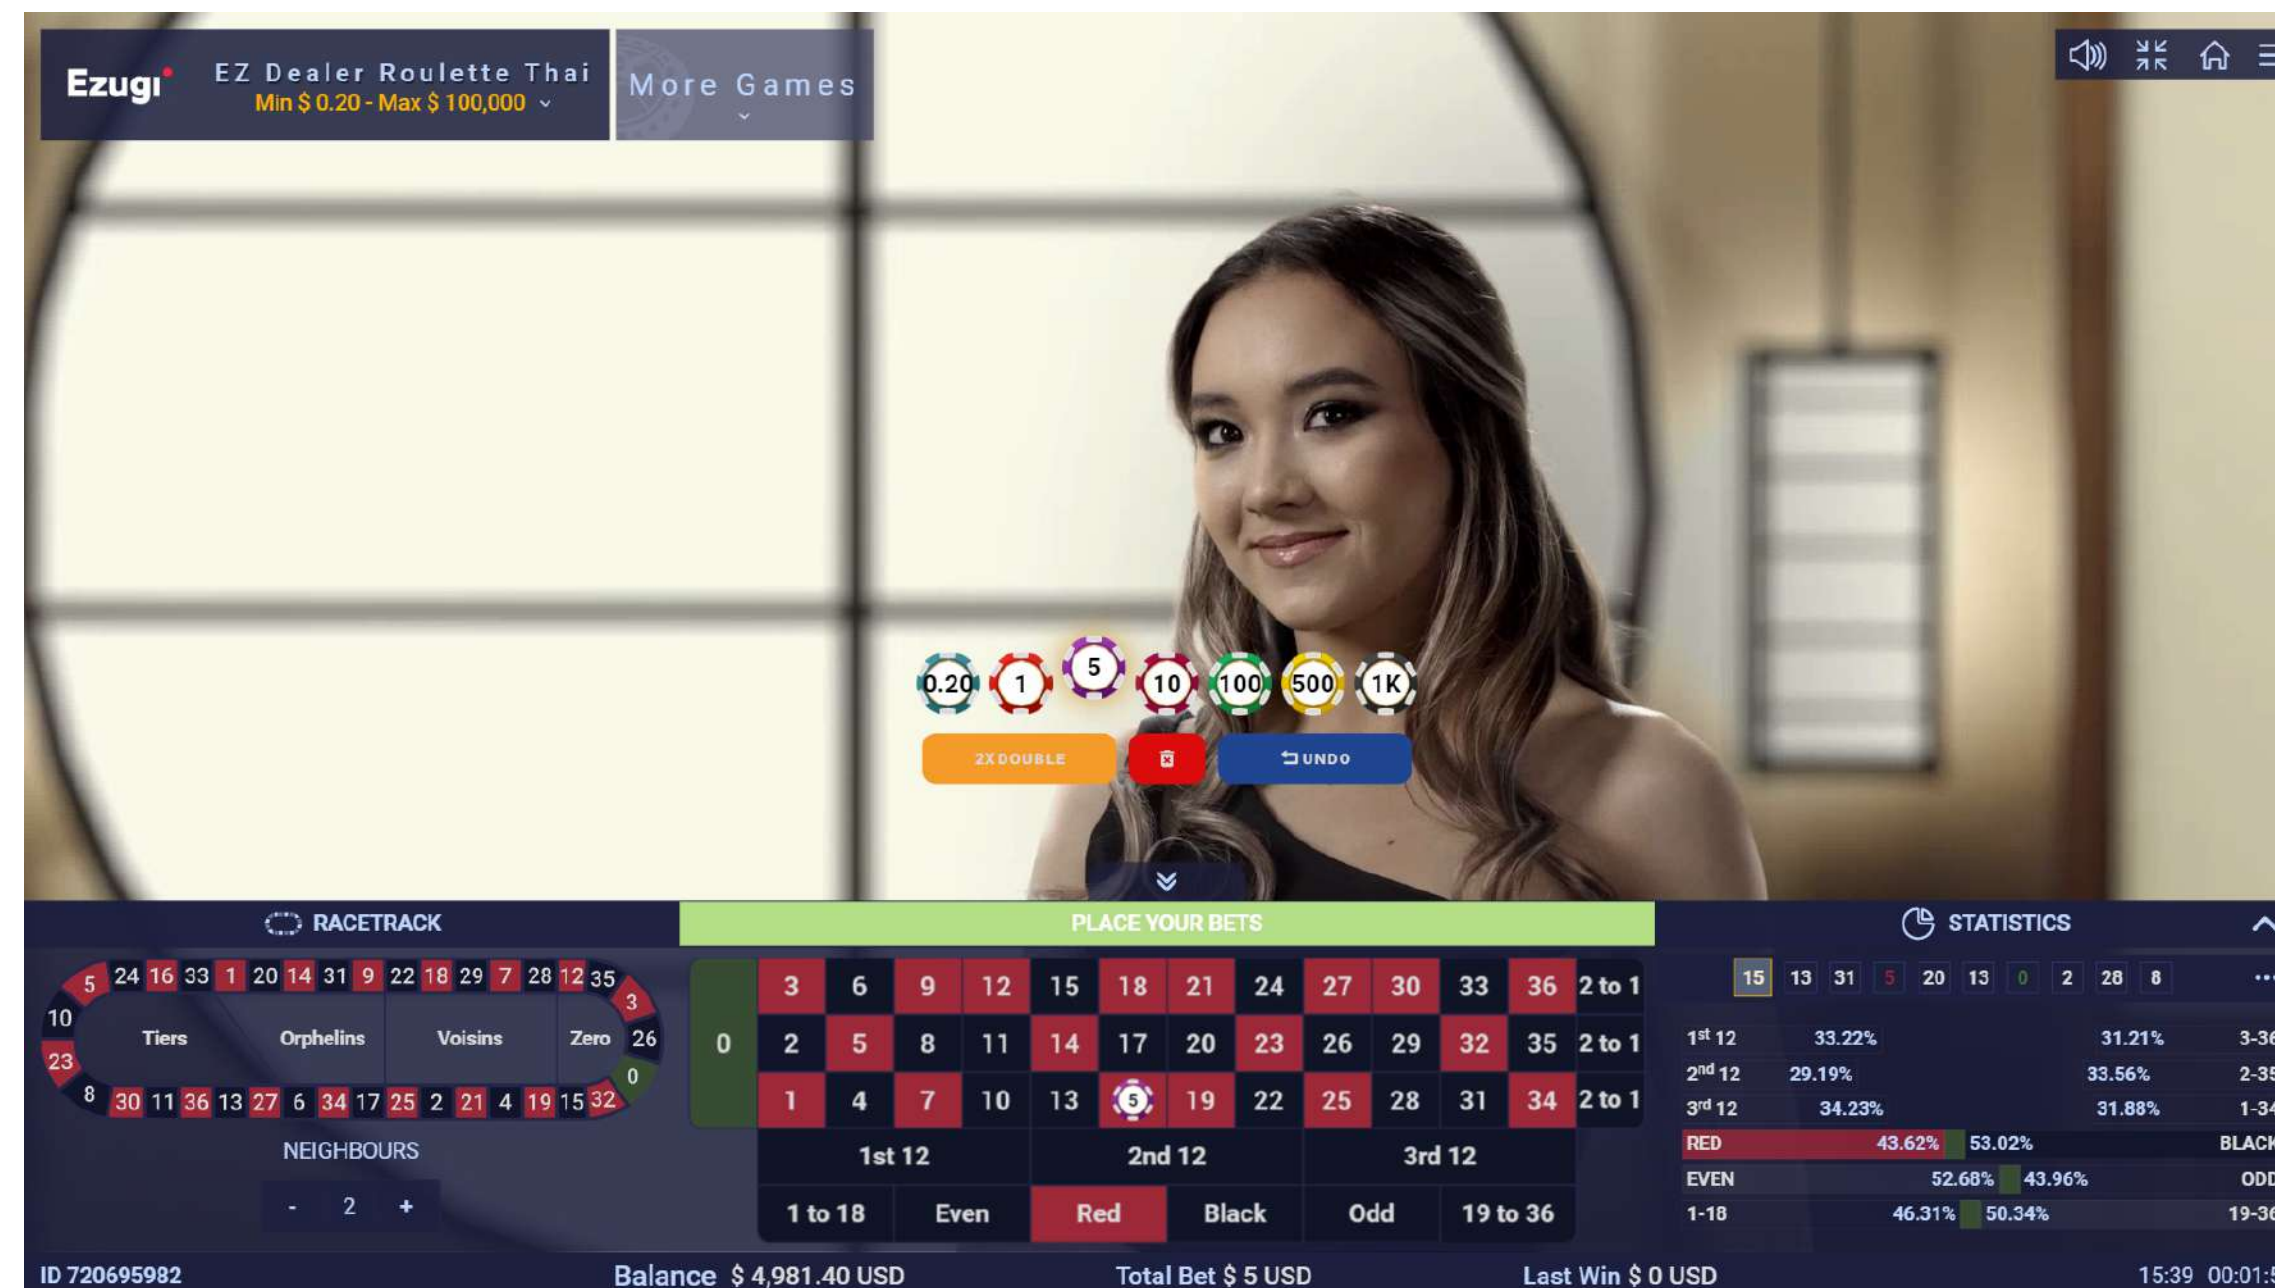 Ezugi
EZ Dealer Roulette Thai
Min $ 0.20 - Max $ 100,000
More Games
0.20 1 5 10 100 500 1K
2X DOUBLE
UNDO
RACETRACK
PLACE YOUR BETS
STATISTICS
5 24 16 33 1 20 14 31 9 22 18 29 7 28 12 35 3
10 Tiers Orphelins Voisins Zero 26
23 0
8 30 11 36 13 27 6 34 17 25 2 21 4 19 15 32
NEIGHBOURS
- 2 +
3 6 9 12 15 18 21 24 27 30 33 36 2 to 1
0 2 5 8 11 14 17 20 23 26 29 32 35 2 to 1
1 4 7 10 13 5 19 22 25 28 31 34 2 to 1
1st 12 2nd 12 3rd 12
1 to 18 Even Red Black Odd 19 to 36
15 13 31 5 20 13 0 2 28 8 ...
1st 12 33.22% 31.21% 3-36
2nd 12 29.19% 33.56% 2-35
3rd 12 34.23% 31.88% 1-34
RED 43.62% 53.02% BLACK
EVEN 52.68% 43.96% ODD
1-18 46.31% 50.34% 19-36
ID 720695982 Balance $ 4,981.40 USD Total Bet $ 5 USD Last Win $ 0 USD 15:39